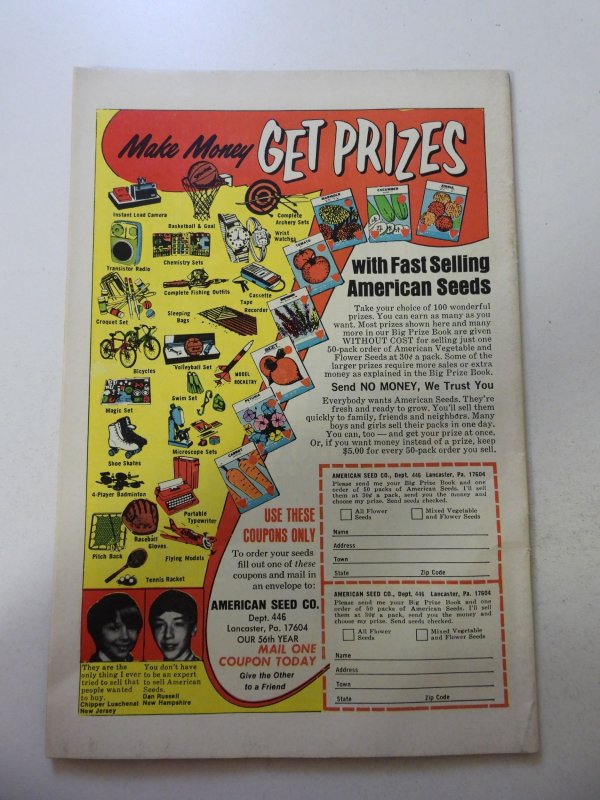 Make Money GET PRIZES
Instant Load Camera
Basketball & Goal
Complete
Archery Sets
Transistor Radio
Chemistry Sets
Wrist
Watches
Complete Fishing Outfits
Cassette
Tape
Recorder
Croquet Set
Sleeping
Bags
Bicycles
Volleyball Set
MODEL
ROCKETRY
Magic Set
Swim Set
Shoe Skates
Microscope Sets
4-Player Badminton
Portable
Typewriter
Pitch Back
Baseball
Gloves
Flying Models
Tennis Racket
MARIGOLD
CUCUMBER
ZINNIA
TOMATO
BEET
PETUNIA
CARROT
with Fast Selling
American Seeds
Take your choice of 100 wonderful
prizes. You can earn as many as you
want. Most prizes shown here and many
more in our Big Prize Book are given
WITHOUT COST for selling just one
50-pack order of American Vegetable and
Flower Seeds at 30¢ a pack. Some of the
larger prizes require more sales or extra
money as explained in the Big Prize Book.
Send NO MONEY, We Trust You
Everybody wants American Seeds. They're
fresh and ready to grow. You'll sell them
quickly to family, friends and neighbors. Many
boys and girls sell their packs in one day.
You can, too — and get your prize at once.
Or, if you want money instead of a prize, keep
$5.00 for every 50-pack order you sell.
USE THESE
COUPONS ONLY
To order your seeds
fill out one of these
coupons and mail in
an envelope to:
AMERICAN SEED CO.
Dept. 446
Lancaster, Pa. 17604
OUR 56th YEAR
MAIL ONE
COUPON TODAY
Give the Other
to a Friend
AMERICAN SEED CO., Dept. 446 Lancaster, Pa. 17604
Please send me your Big Prize Book and one
order of 50 packs of American Seeds. I'll sell
them at 30¢ a pack, send you the money and
choose my prize. Send seeds checked.
All Flower
Seeds
Mixed Vegetable
and Flower Seeds
Name
Address
Town
State Zip Code
AMERICAN SEED CO., Dept. 446 Lancaster, Pa. 17604
Please send me your Big Prize Book and one
order of 50 packs of American Seeds. I'll sell
them at 30¢ a pack, send you the money and
choose my prize. Send seeds checked.
All Flower
Seeds
Mixed Vegetable
and Flower Seeds
Name
Address
Town
State Zip Code
They are the
only thing I ever
tried to sell that
people wanted
to buy.
Chipper Luschenat
New Jersey
You don't have
to be an expert
to sell American
Seeds.
Dan Russell
New Hampshire